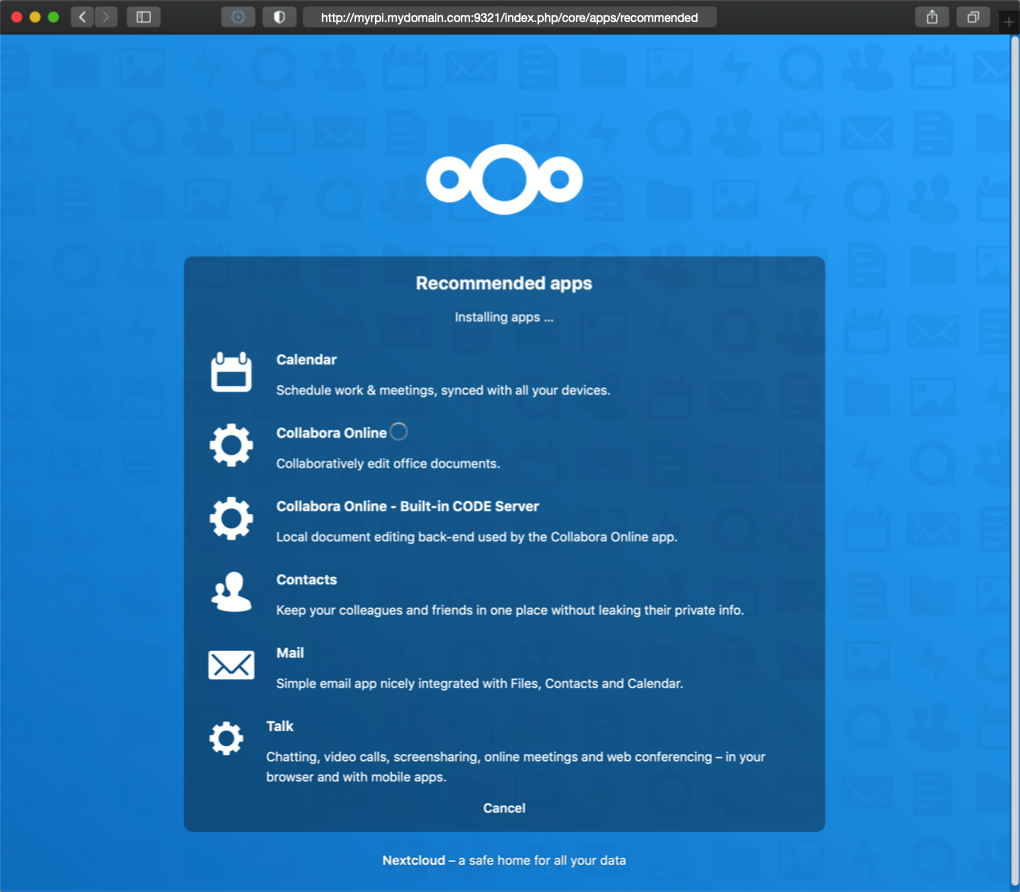 http://myrpi.mydomain.com:9321/index.php/core/apps/recommended
Recommended apps
Installing apps ...
Calendar
Schedule work & meetings, synced with all your devices.
Collabora Online
Collaboratively edit office documents.
Collabora Online - Built-in CODE Server
Local document editing back-end used by the Collabora Online app.
Contacts
Keep your colleagues and friends in one place without leaking their private info.
Mail
Simple email app nicely integrated with Files, Contacts and Calendar.
Talk
Chatting, video calls, screensharing, online meetings and web conferencing – in your
browser and with mobile apps.
Cancel
Nextcloud – a safe home for all your data